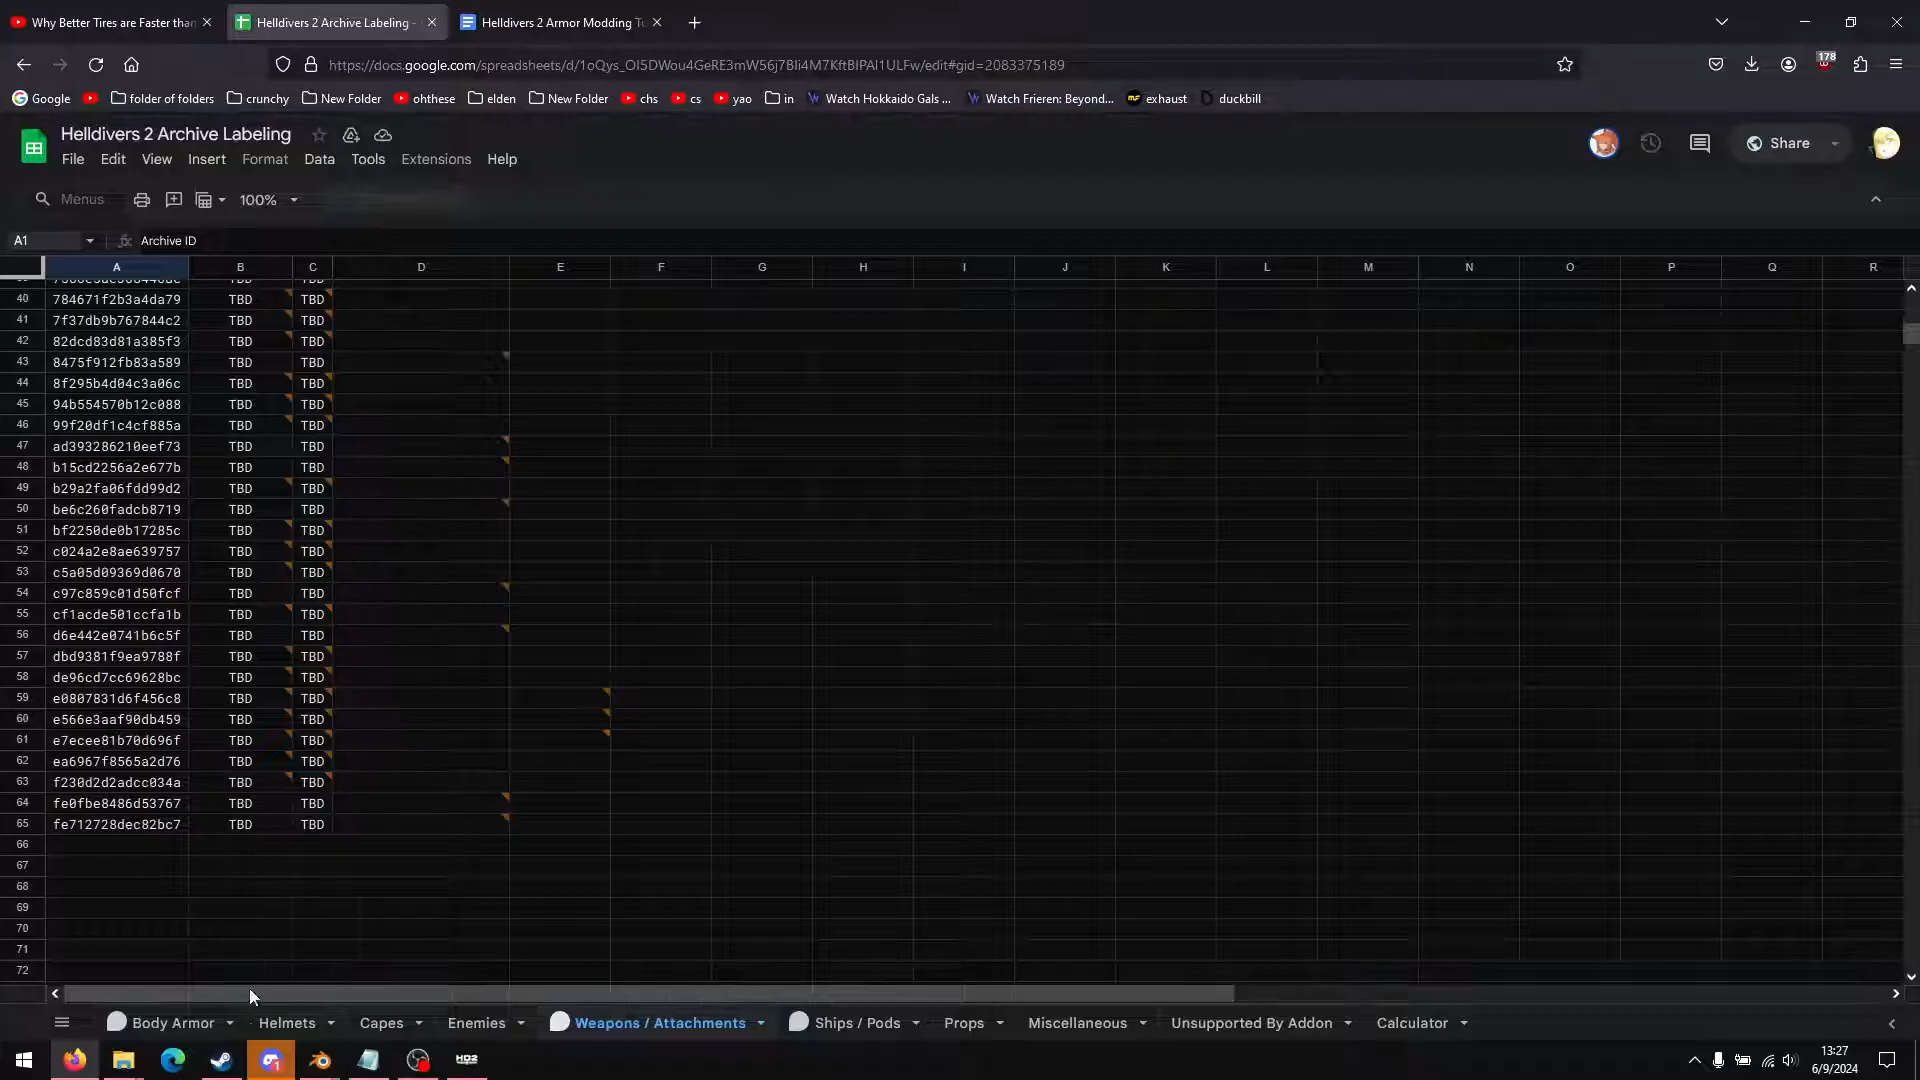 Why Better Tires are Faster than
Helldivers 2 Archive Labeling -
Helldivers 2 Armor Modding Tu
https://docs.google.com/spreadsheets/d/1oQys_OI5DWou4GeRE3mW56j7BIi4M7KftBIPAI1ULFw/edit#gid=2083375189
178
Google
folder of folders
crunchy
New Folder
ohthese
elden
New Folder
chs
cs
yao
in
Watch Hokkaido Gals ...
Watch Frieren: Beyond...
exhaust
duckbill
Helldivers 2 Archive Labeling
File Edit View Insert Format Data Tools Extensions Help
Share
Menus
100%
A1
fx
Archive ID
A B C D E F G H I J K L M N O P Q R
40 784671f2b3a4da79 TBD TBD
41 7f37db9b767844c2 TBD TBD
42 82dcd83d81a385f3 TBD TBD
43 8475f912fb83a589 TBD TBD
44 8f295b4d04c3a06c TBD TBD
45 94b554570b12c088 TBD TBD
46 99f20df1c4cf885a TBD TBD
47 ad393286210eef73 TBD TBD
48 b15cd2256a2e677b TBD TBD
49 b29a2fa06fdd99d2 TBD TBD
50 be6c260fadcb8719 TBD TBD
51 bf2250de0b17285c TBD TBD
52 c024a2e8ae639757 TBD TBD
53 c5a05d09369d0670 TBD TBD
54 c97c859c01d50fcf TBD TBD
55 cf1acde501ccfa1b TBD TBD
56 d6e442e0741b6c5f TBD TBD
57 dbd9381f9ea9788f TBD TBD
58 de96cd7cc69628bc TBD TBD
59 e0807831d6f456c8 TBD TBD
60 e566e3aaf90db459 TBD TBD
61 e7ecee81b70d696f TBD TBD
62 ea6967f8565a2d76 TBD TBD
63 f230d2d2adcc034a TBD TBD
64 fe0fbe8486d53767 TBD TBD
65 fe712728dec82bc7 TBD TBD
66
67
68
69
70
71
72
Body Armor
Helmets
Capes
Enemies
Weapons / Attachments
Ships / Pods
Props
Miscellaneous
Unsupported By Addon
Calculator
1
HD2
13:27
6/9/2024